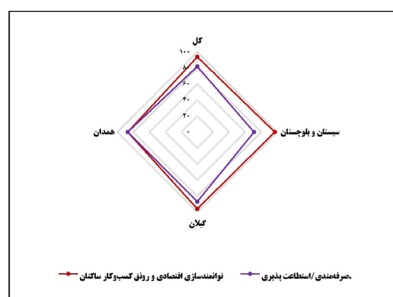 کل
۱۰۰
۸۰
۶۰
۴۰
۲۰
۰
همدان
سیستان و بلوچستان
گیلان
توانمندسازی اقتصادی و رونق کسب‌وکار ساکنان
صرفه‌مندی/استطاعت پذیری.